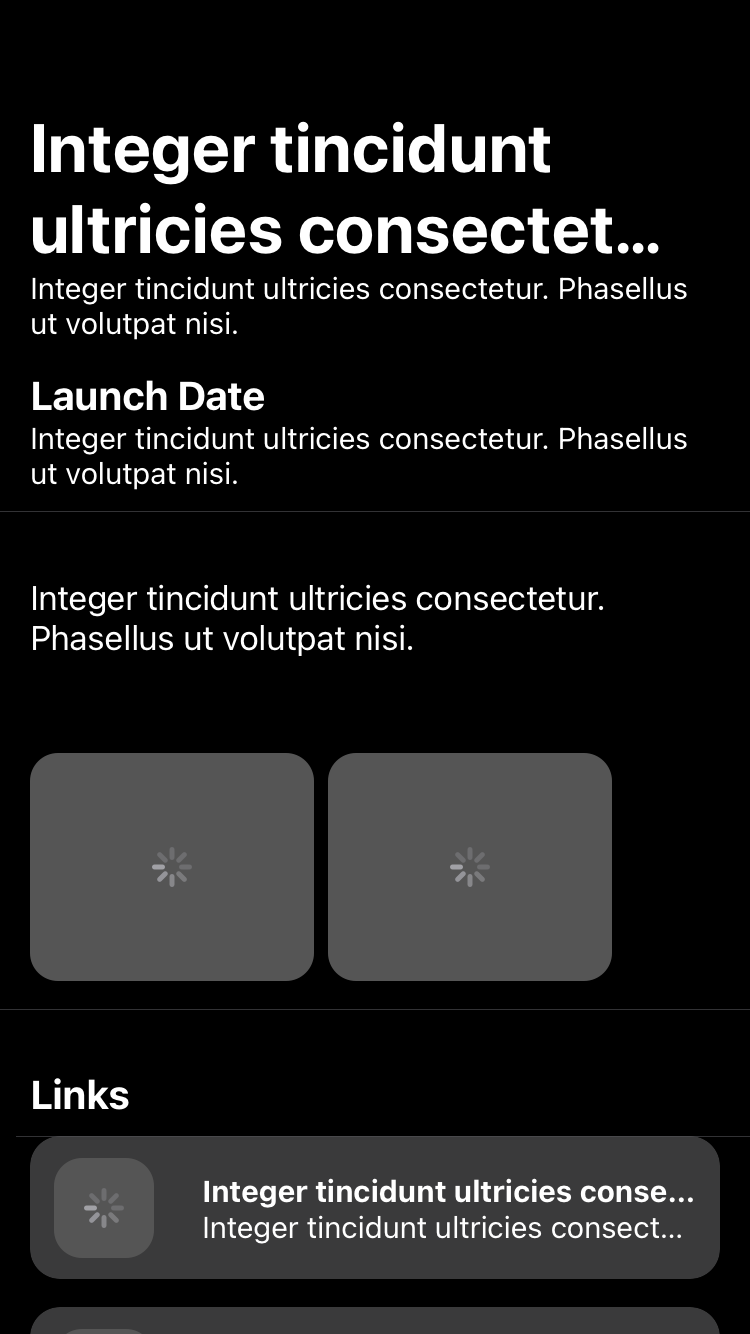 Integer tincidunt
ultricies consectet...
Integer tincidunt ultricies consectetur. Phasellus
ut volutpat nisi.
Launch Date
Integer tincidunt ultricies consectetur. Phasellus
ut volutpat nisi.
Integer tincidunt ultricies consectetur.
Phasellus ut volutpat nisi.
Links
Integer tincidunt ultricies conse...
Integer tincidunt ultricies consect...